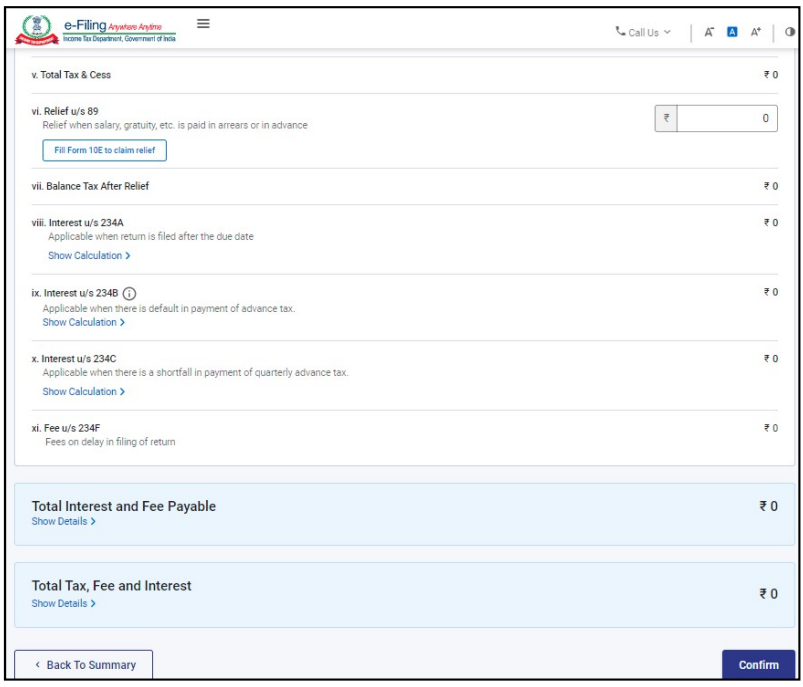 e-Filing Anywhere Anytime
Income Tax Department, Government of India
Call Us
A-
A
A+
v. Total Tax & Cess
₹ 0
vi. Relief u/s 89
Relief when salary, gratuity, etc. is paid in arrears or in advance
₹
0
Fill Form 10E to claim relief
vii. Balance Tax After Relief
₹ 0
viii. Interest u/s 234A
₹ 0
Applicable when return is filed after the due date
Show Calculation >
ix. Interest u/s 234B
₹ 0
Applicable when there is default in payment of advance tax.
Show Calculation >
x. Interest u/s 234C
₹ 0
Applicable when there is a shortfall in payment of quarterly advance tax.
Show Calculation >
xi. Fee u/s 234F
₹ 0
Fees on delay in filing of return
Total Interest and Fee Payable
₹ 0
Show Details >
Total Tax, Fee and Interest
₹ 0
Show Details >
< Back To Summary
Confirm